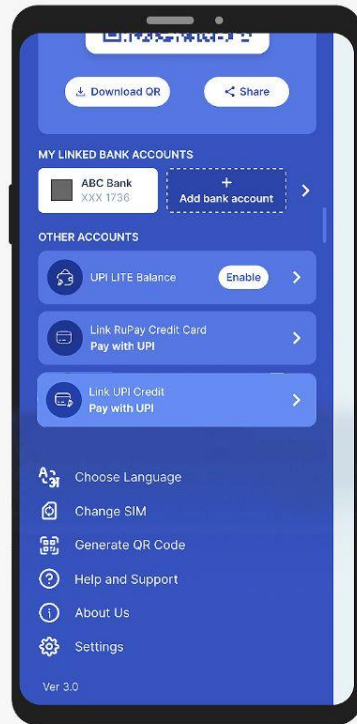 Download QR
Share
MY LINKED BANK ACCOUNTS
ABC Bank
XXX 1736
+
Add bank account
OTHER ACCOUNTS
UPI LITE Balance
Enable
Link RuPay Credit Card
Pay with UPI
Link UPI Credit
Pay with UPI
Choose Language
Change SIM
Generate QR Code
Help and Support
About Us
Settings
Ver 3.0